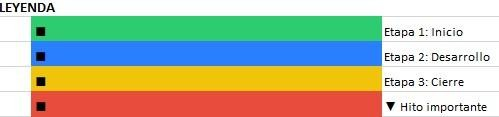 LEYENDA
■ Etapa 1: Inicio
■ Etapa 2: Desarrollo
■ Etapa 3: Cierre
■ ▼ Hito importante